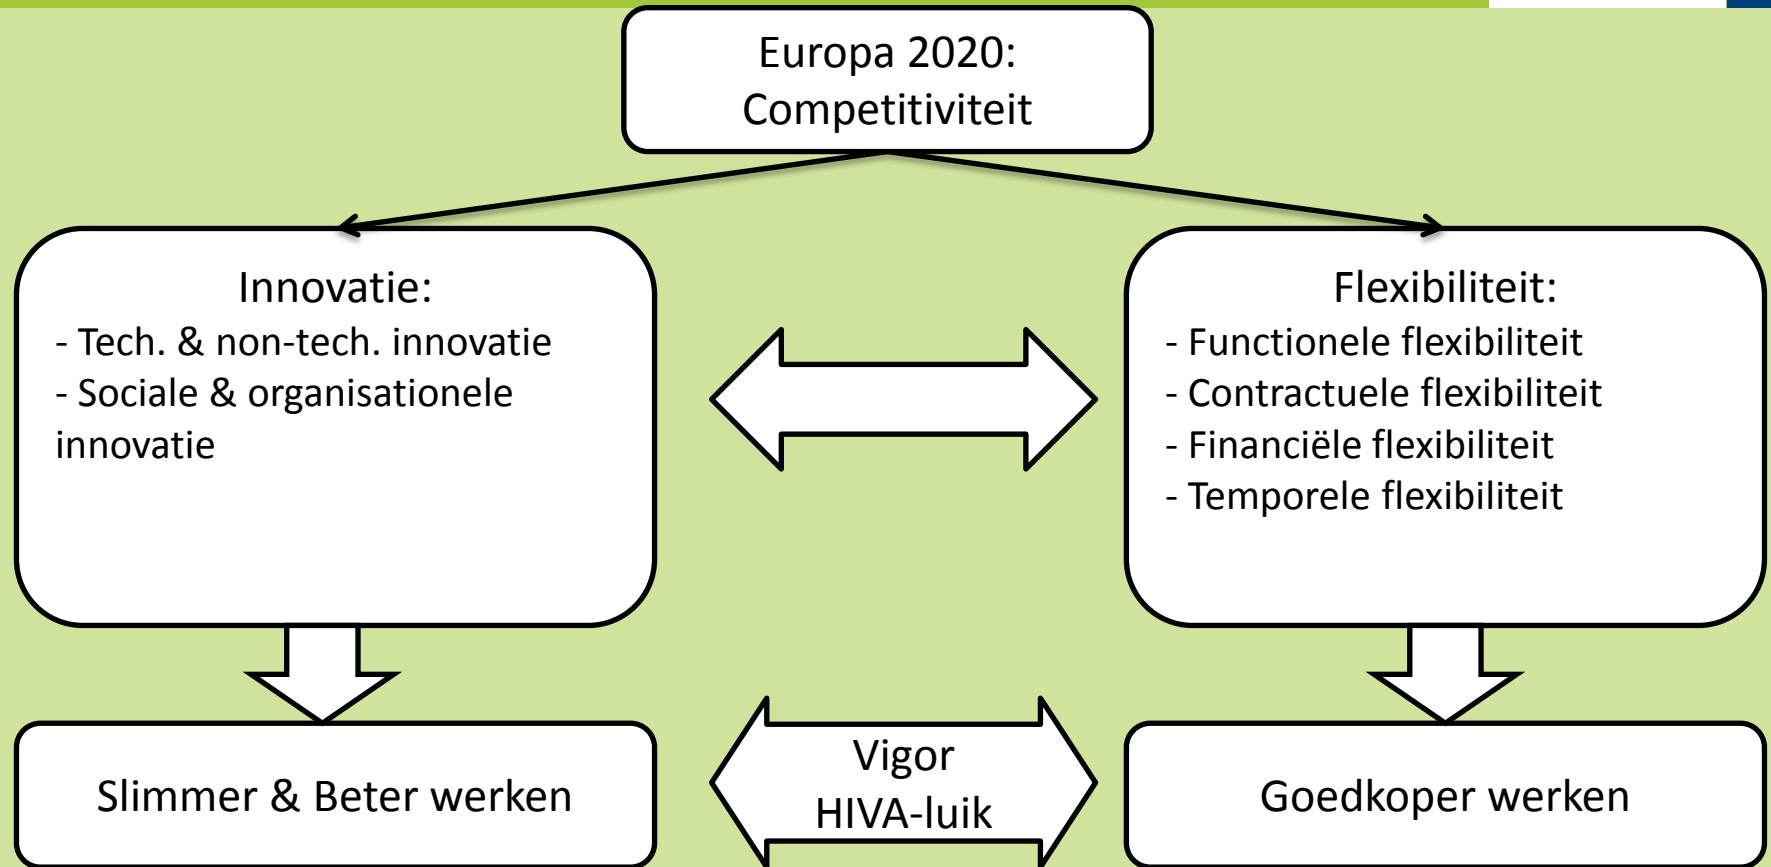 Europa 2020:
Competitiviteit
Innovatie:
- Tech. & non-tech. innovatie
- Sociale & organisationele
innovatie
Flexibiliteit:
- Functionele flexibiliteit
- Contractuele flexibiliteit
- Financiële flexibiliteit
- Temporele flexibiliteit
Slimmer & Beter werken
Vigor
HIVA-luik
Goedkoper werken